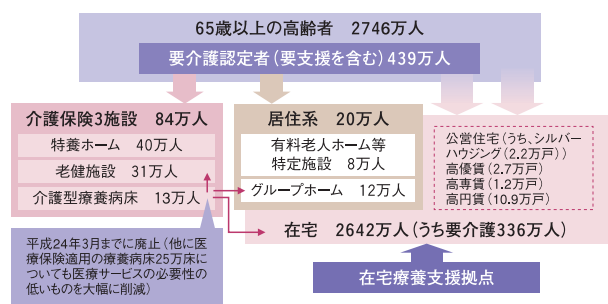 65歳以上の高齢者 2746万人
要介護認定者(要支援を含む)439万人
介護保険3施設 84万人
特養ホーム 40万人
老健施設 31万人
介護型療養病床 13万人
平成24年3月までに廃止(他に医
療保険適用の療養病床25万床に
ついても医療サービスの必要性の
低いものを大幅に削減)
居住系 20万人
有料老人ホーム等
特定施設 8万人
グループホーム 12万人
公営住宅(うち、シルバー
ハウジング(2.2万戸))
高優賃(2.7万戸)
高専賃(1.2万戸)
高円賃(10.9万戸)
在宅 2642万人(うち要介護336万人)
在宅療養支援拠点